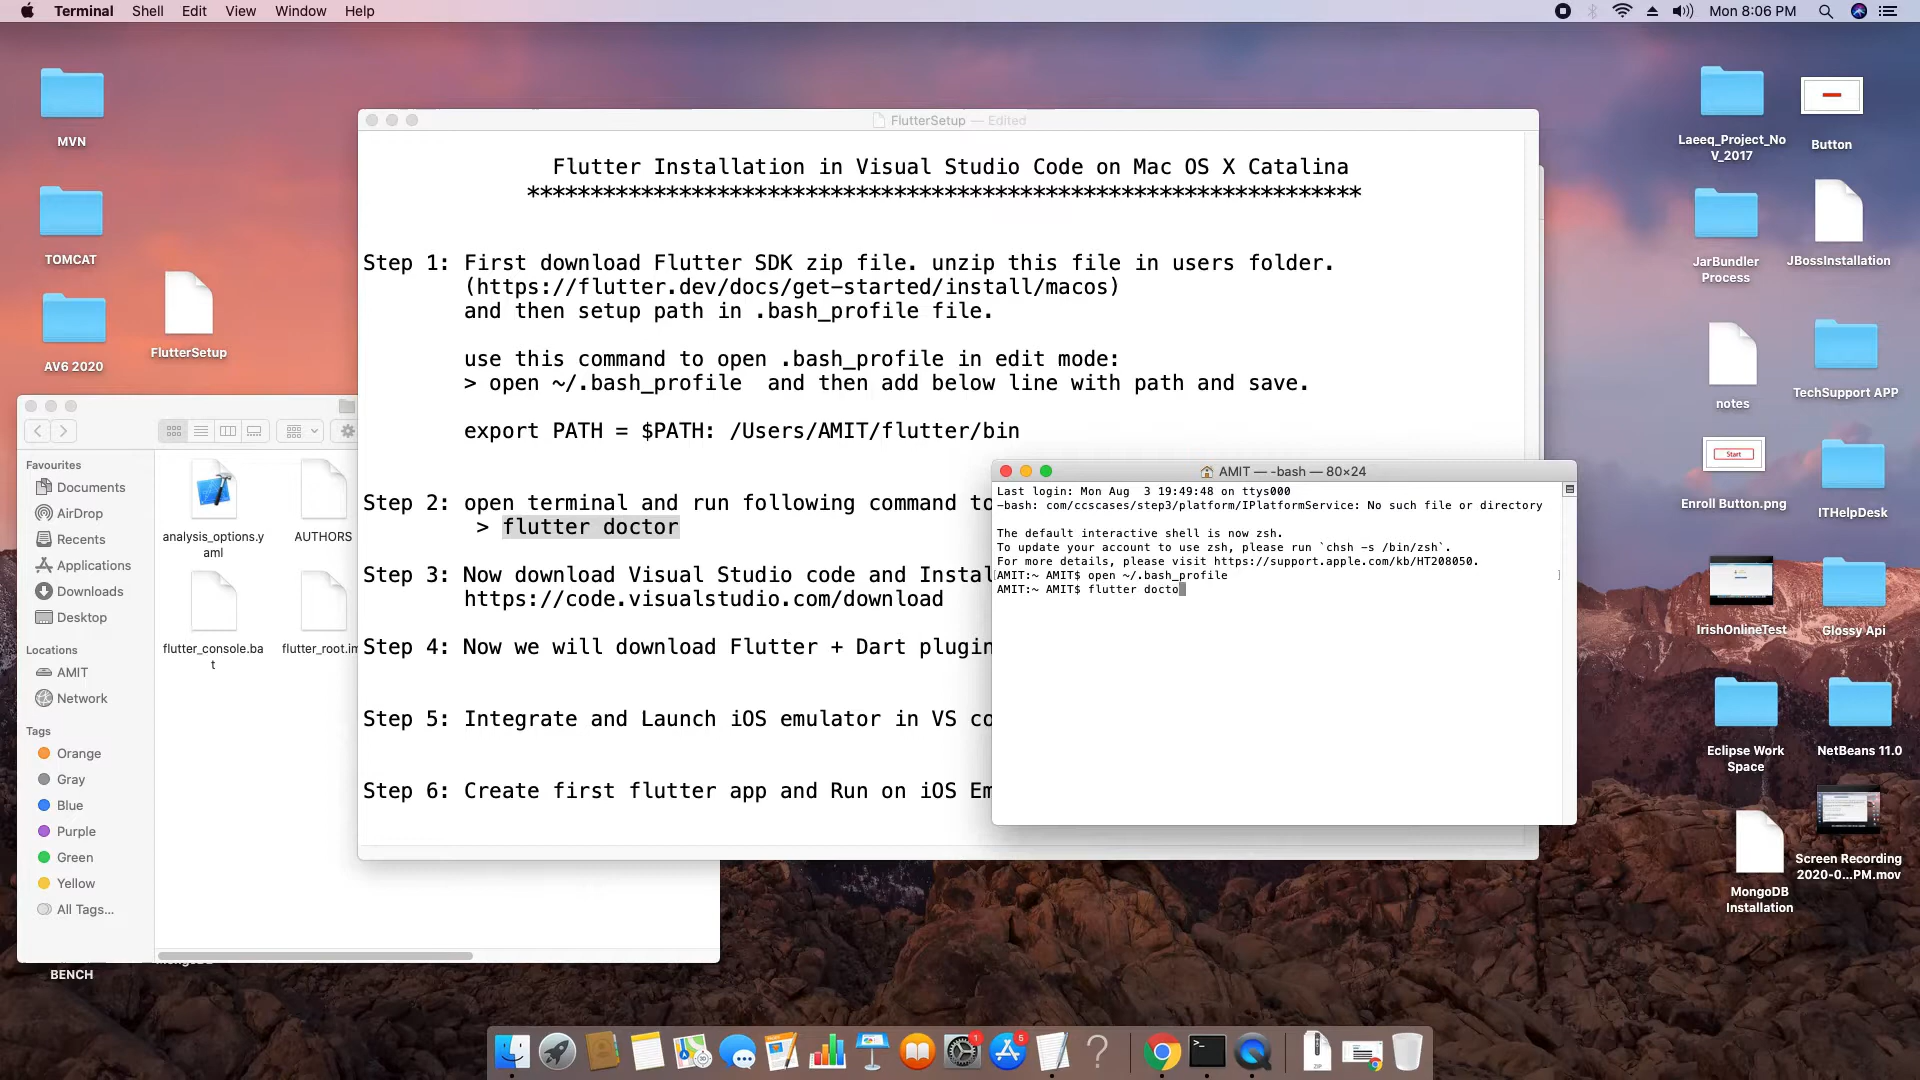 Terminal Shell Edit View Window Help
Mon 8:06 PM
MVN
TOMCAT
AV6 2020
FlutterSetup
FlutterSetup — Edited
Flutter Installation in Visual Studio Code on Mac OS X Catalina
******************************************************************
Step 1: First download Flutter SDK zip file. unzip this file in users folder.
(https://flutter.dev/docs/get-started/install/macos)
and then setup path in .bash_profile file.
use this command to open .bash_profile in edit mode:
> open ~/.bash_profile  and then add below line with path and save.
export PATH = $PATH: /Users/AMIT/flutter/bin
Step 2: open terminal and run following command to
> flutter doctor
Step 3: Now download Visual Studio code and Instal
https://code.visualstudio.com/download
Step 4: Now we will download Flutter + Dart plugin
Step 5: Integrate and Launch iOS emulator in VS co
Step 6: Create first flutter app and Run on iOS Em
AMIT — -bash — 80×24
Last login: Mon Aug  3 19:49:48 on ttys000
-bash: com/ccscases/step3/platform/IPlatformService: No such file or directory
The default interactive shell is now zsh.
To update your account to use zsh, please run `chsh -s /bin/zsh`.
For more details, please visit https://support.apple.com/kb/HT208050.
[AMIT:~ AMIT$ open ~/.bash_profile ]
AMIT:~ AMIT$ flutter docto
Favourites
Documents
AirDrop
Recents
Applications
Downloads
Desktop
Locations
AMIT
Network
Tags
Orange
Gray
Blue
Purple
Green
Yellow
All Tags...
analysis_options.y
aml
AUTHORS
flutter_console.ba
t
flutter_root.im
BENCH
Laeeq_Project_No
V_2017
Button
JarBundler
Process
JBossInstallation
notes
TechSupport APP
Start
Enroll Button.png
ITHelpDesk
IrishOnlineTest
Glossy Api
Eclipse Work
Space
NetBeans 11.0
MongoDB
Installation
Screen Recording
2020-0...PM.mov
1
5
ZIP